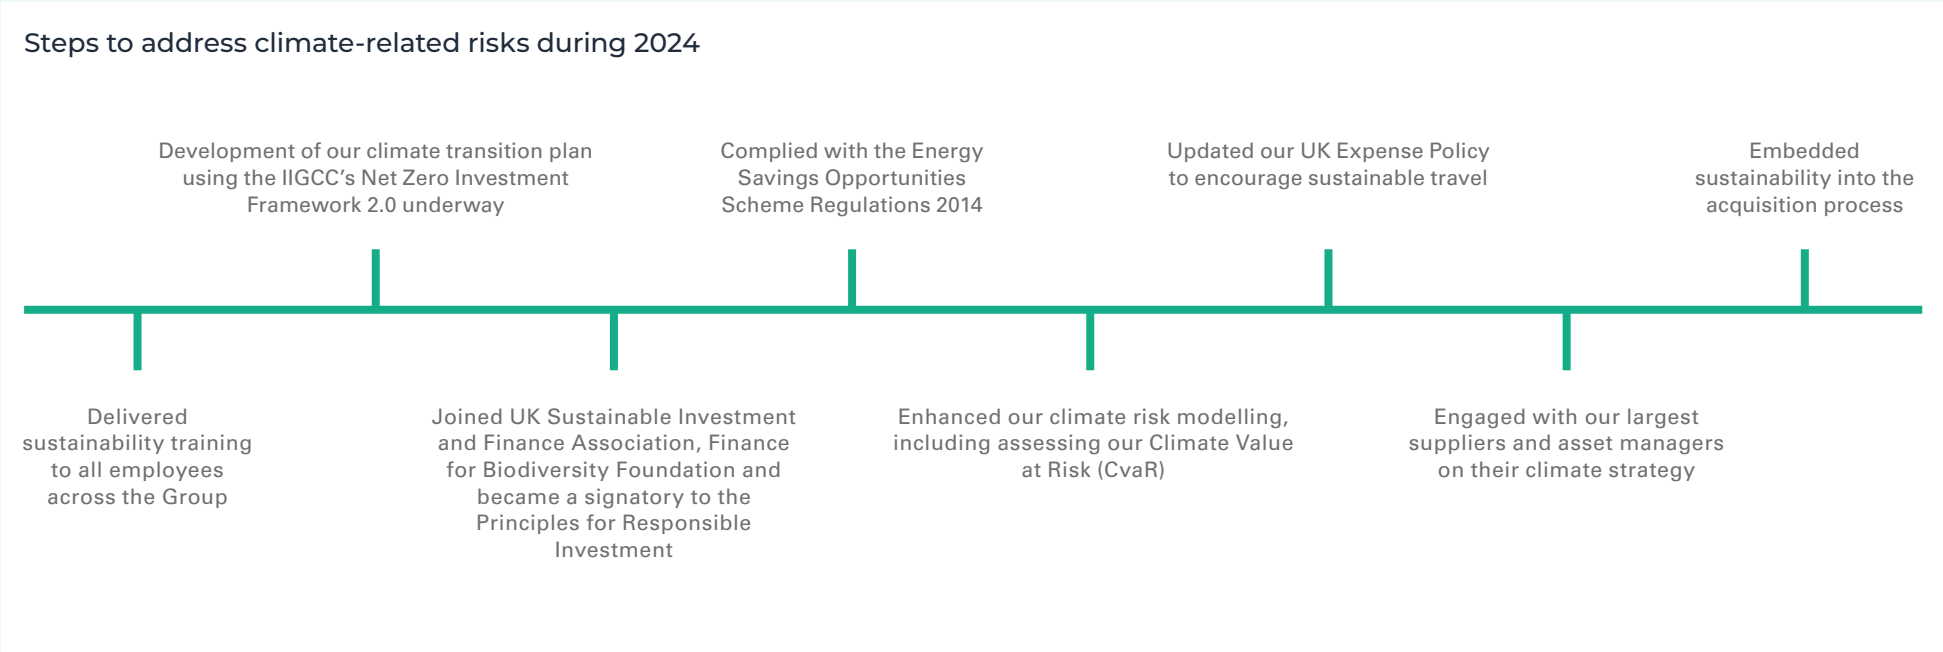 Steps to address climate-related risks during 2024
Development of our climate transition plan
using the IIGCC's Net Zero Investment
Framework 2.0 underway
Complied with the Energy
Savings Opportunities
Scheme Regulations 2014
Updated our UK Expense Policy
to encourage sustainable travel
Embedded
sustainability into the
acquisition process
Delivered
sustainability training
to all employees
across the Group
Joined UK Sustainable Investment
and Finance Association, Finance
for Biodiversity Foundation and
became a signatory to the
Principles for Responsible
Investment
Enhanced our climate risk modelling,
including assessing our Climate Value
at Risk (CvaR)
Engaged with our largest
suppliers and asset managers
on their climate strategy